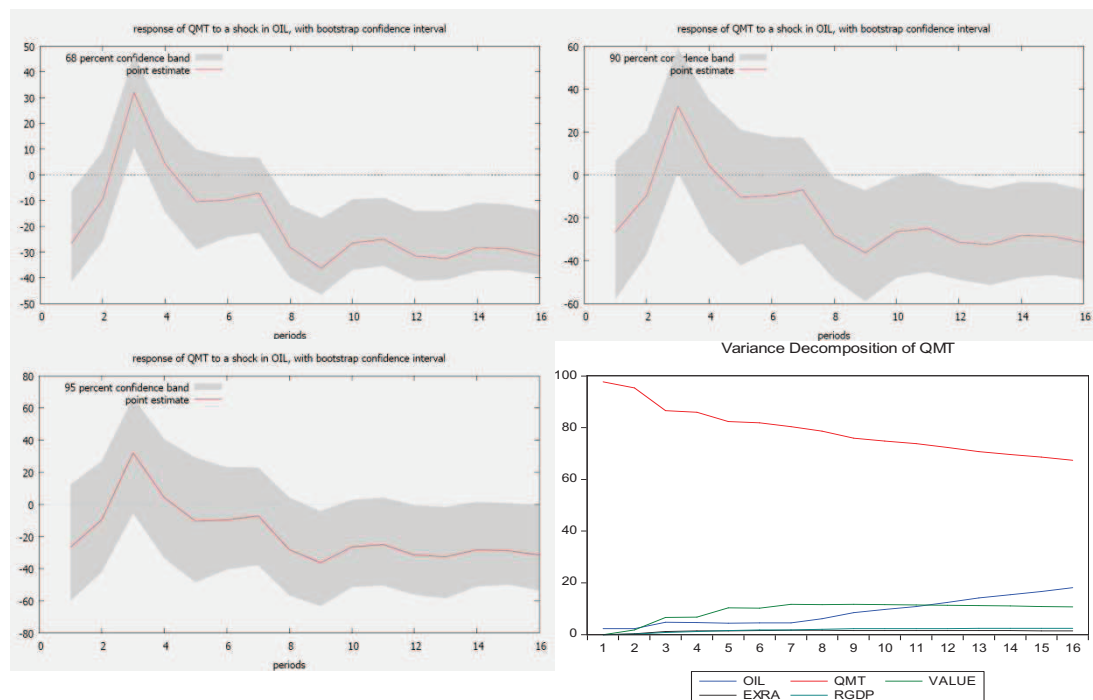 response of QMT to a shock in OIL, with bootstrap confidence interval
68 percent confidence band
point estimate
50
40
30
20
10
0
-10
-20
-30
-40
-50
0 2 4 6 8 10 12 14 16
periods
response of QMT to a shock in OIL, with bootstrap confidence interval
90 percent confidence band
point estimate
60
40
20
0
-20
-40
-60
0 2 4 6 8 10 12 14 16
periods
response of QMT to a shock in OIL, with bootstrap confidence interval
95 percent confidence band
point estimate
80
60
40
20
0
-20
-40
-60
-80
0 2 4 6 8 10 12 14 16
periods
Variance Decomposition of QMT
100
80
60
40
20
0
1 2 3 4 5 6 7 8 9 10 11 12 13 14 15 16
OIL QMT VALUE
EXRA RGDP